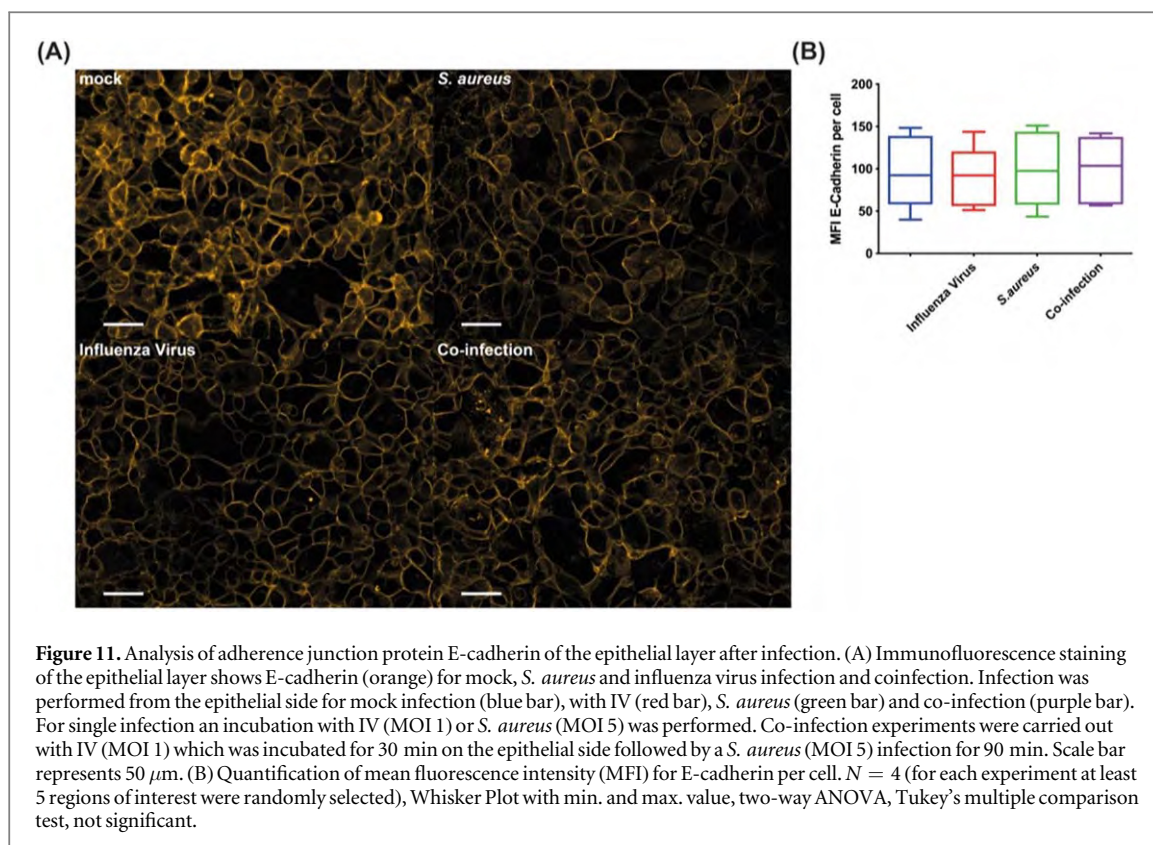 (A)
mock
S. aureus
Influenza Virus
Co-infection
(B)
200
150
100
50
0
MFI E-Cadherin per cell
Influenza Virus
S.aureus
Co-infection
Figure 11. Analysis of adherence junction protein E-cadherin of the epithelial layer after infection. (A) Immunofluorescence staining
of the epithelial layer shows E-cadherin (orange) for mock, S. aureus and influenza virus infection and coinfection. Infection was
performed from the epithelial side for mock infection (blue bar), with IV (red bar), S. aureus (green bar) and co-infection (purple bar).
For single infection an incubation with IV (MOI 1) or S. aureus (MOI 5) was performed. Co-infection experiments were carried out
with IV (MOI 1) which was incubated for 30 min on the epithelial side followed by a S. aureus (MOI 5) infection for 90 min. Scale bar
represents 50 μm. (B) Quantification of mean fluorescence intensity (MFI) for E-cadherin per cell. N = 4 (for each experiment at least
5 regions of interest were randomly selected), Whisker Plot with min. and max. value, two-way ANOVA, Tukey's multiple comparison
test, not significant.